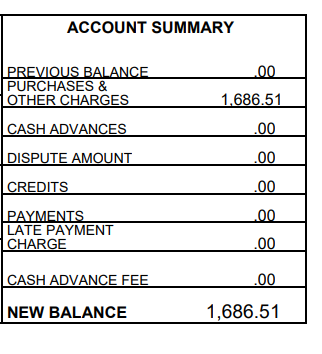 ACCOUNT SUMMARY
PREVIOUS BALANCE .00
PURCHASES &
OTHER CHARGES 1,686.51
CASH ADVANCES .00
DISPUTE AMOUNT .00
CREDITS .00
PAYMENTS .00
LATE PAYMENT
CHARGE .00
CASH ADVANCE FEE .00
NEW BALANCE 1,686.51